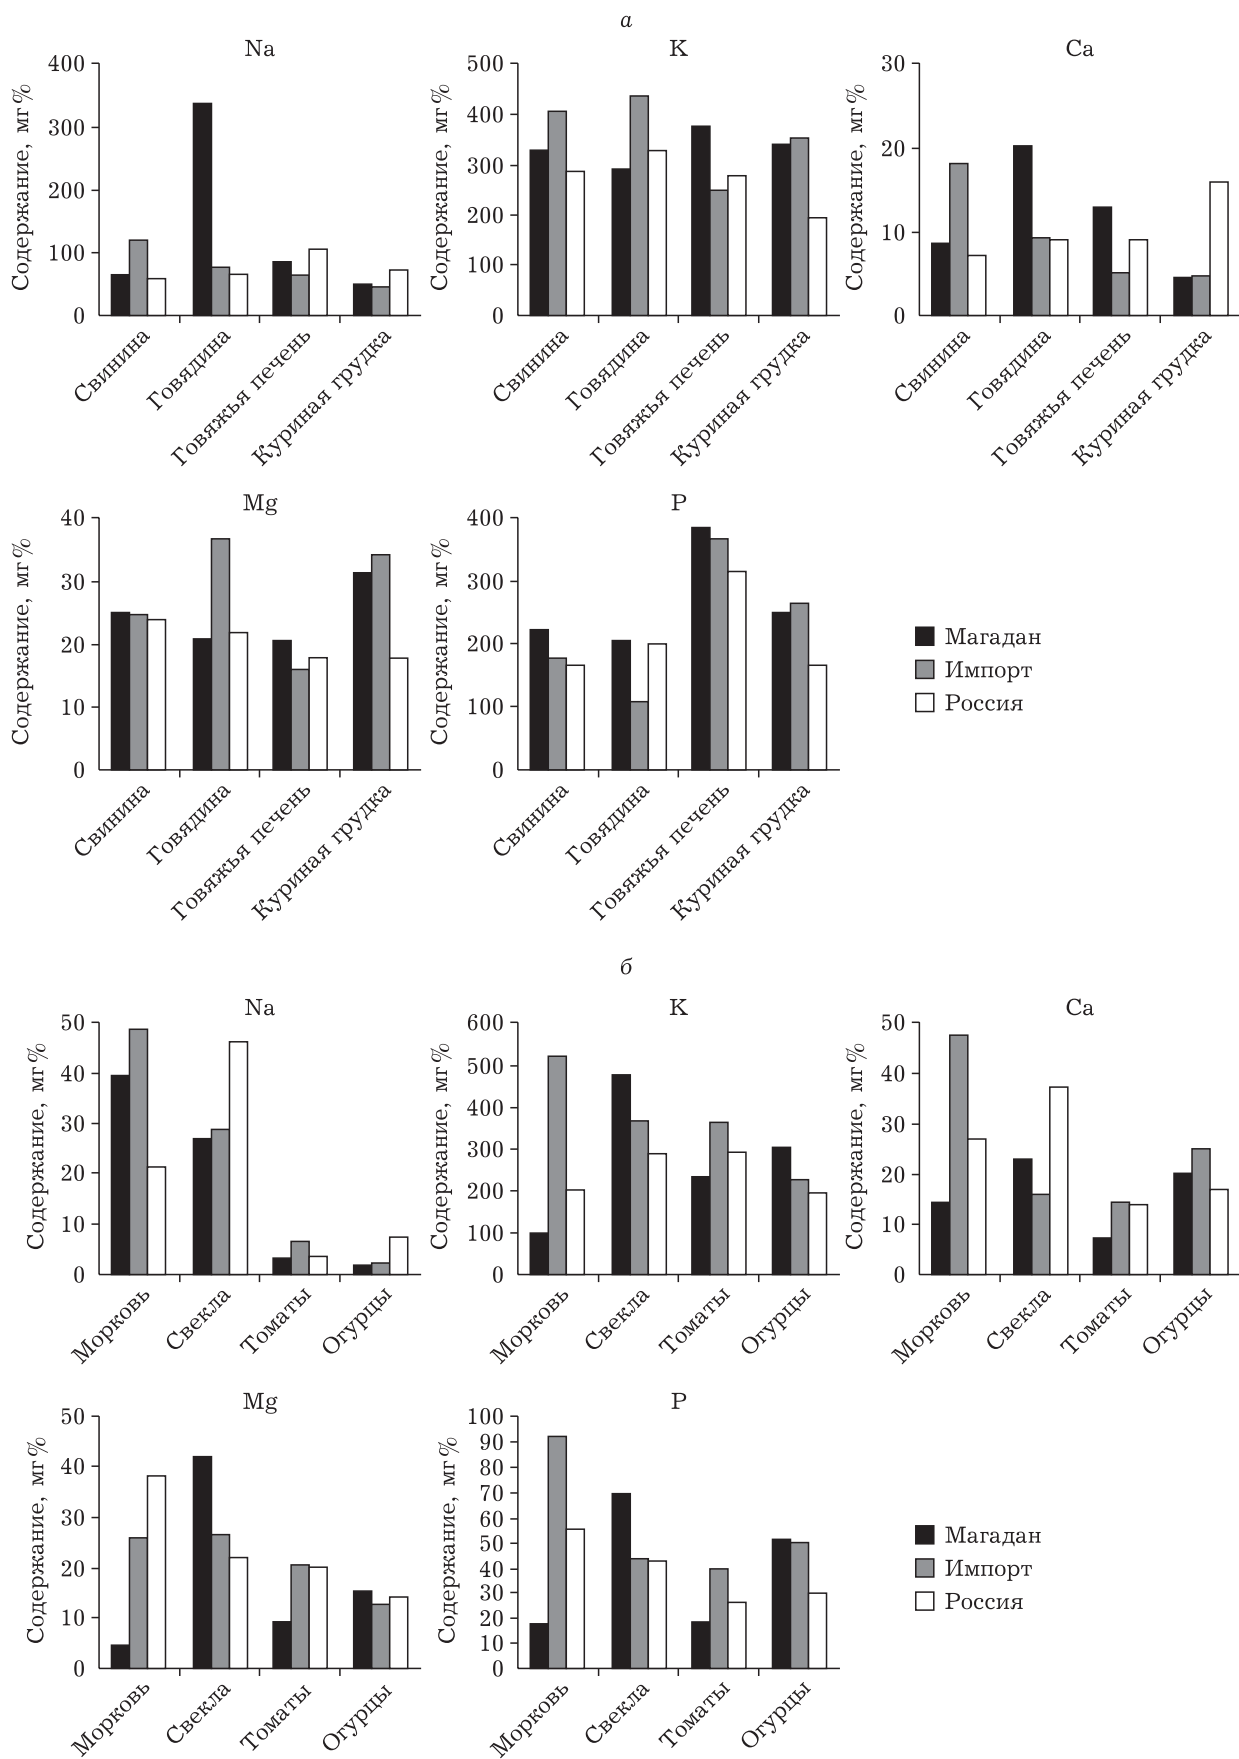 а
Na
Содержание, мг%
400
300
200
100
0
Свинина
Говядина
Говяжья печень
Куриная грудка
K
Содержание, мг%
500
400
300
200
100
0
Свинина
Говядина
Говяжья печень
Куриная грудка
Ca
Содержание, мг%
30
20
10
0
Свинина
Говядина
Говяжья печень
Куриная грудка
Mg
Содержание, мг%
40
30
20
10
0
Свинина
Говядина
Говяжья печень
Куриная грудка
P
Содержание, мг%
400
300
200
100
0
Свинина
Говядина
Говяжья печень
Куриная грудка
Магадан
Импорт
Россия
б
Na
Содержание, мг%
50
40
30
20
10
0
Морковь
Свекла
Томаты
Огурцы
K
Содержание, мг%
600
500
400
300
200
100
0
Морковь
Свекла
Томаты
Огурцы
Ca
Содержание, мг%
50
40
30
20
10
0
Морковь
Свекла
Томаты
Огурцы
Mg
Содержание, мг%
50
40
30
20
10
0
Морковь
Свекла
Томаты
Огурцы
P
Содержание, мг%
100
90
80
70
60
50
40
30
20
10
0
Морковь
Свекла
Томаты
Огурцы
Магадан
Импорт
Россия